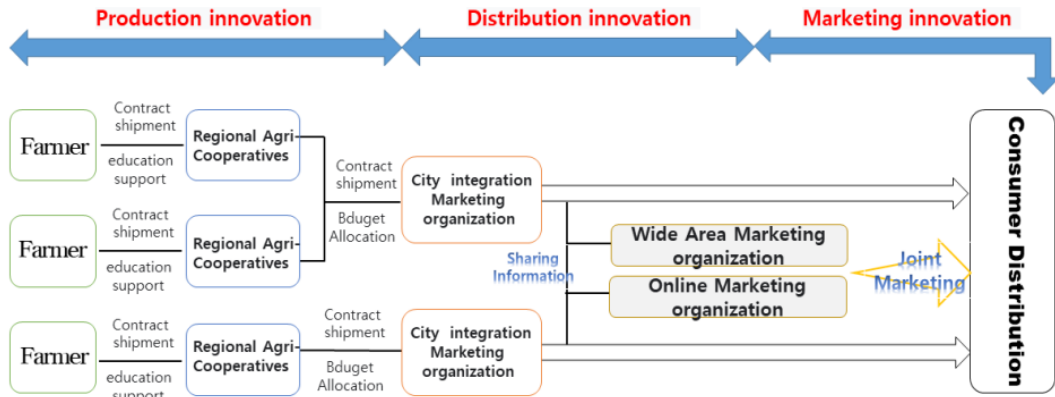 Production innovation
Distribution innovation
Marketing innovation
Farmer
Contract
shipment
education
support
Regional Agri-
Cooperatives
Farmer
Contract
shipment
education
support
Regional Agri-
Cooperatives
Contract
shipment
Bduget
Allocation
City integration
Marketing
organization
Sharing
Information
Wide Area Marketing
organization
Online Marketing
organization
Joint
Marketing
Consumer Distribution
Farmer
Contract
shipment
education
support
Regional Agri-
Cooperatives
Contract
shipment
Bduget
Allocation
City integration
Marketing
organization